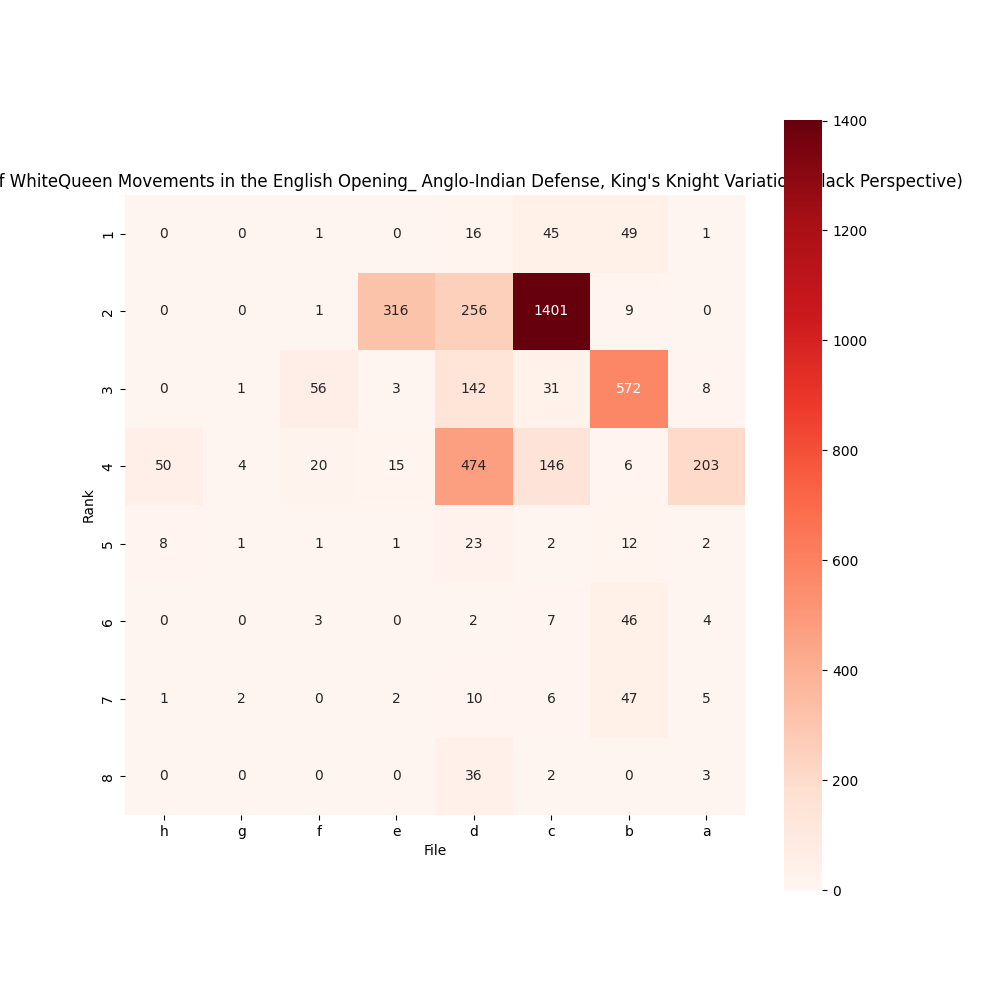 1400
f WhiteQueen Movements in the English Opening_ Anglo-Indian Defense, King's Knight Variatio lack Perspective)
1200
1 0 0 1 0 16 45 49 1
2 0 0 1 316 256 1401 9 0
1000
3 0 1 56 3 142 31 572 8
800
4 50 4 20 15 474 146 6 203
Rank
5 8 1 1 1 23 2 12 2
600
6 0 0 3 0 2 7 46 4
400
7 1 2 0 2 10 6 47 5
200
8 0 0 0 0 36 2 0 3
h g f e d c b a
File
0